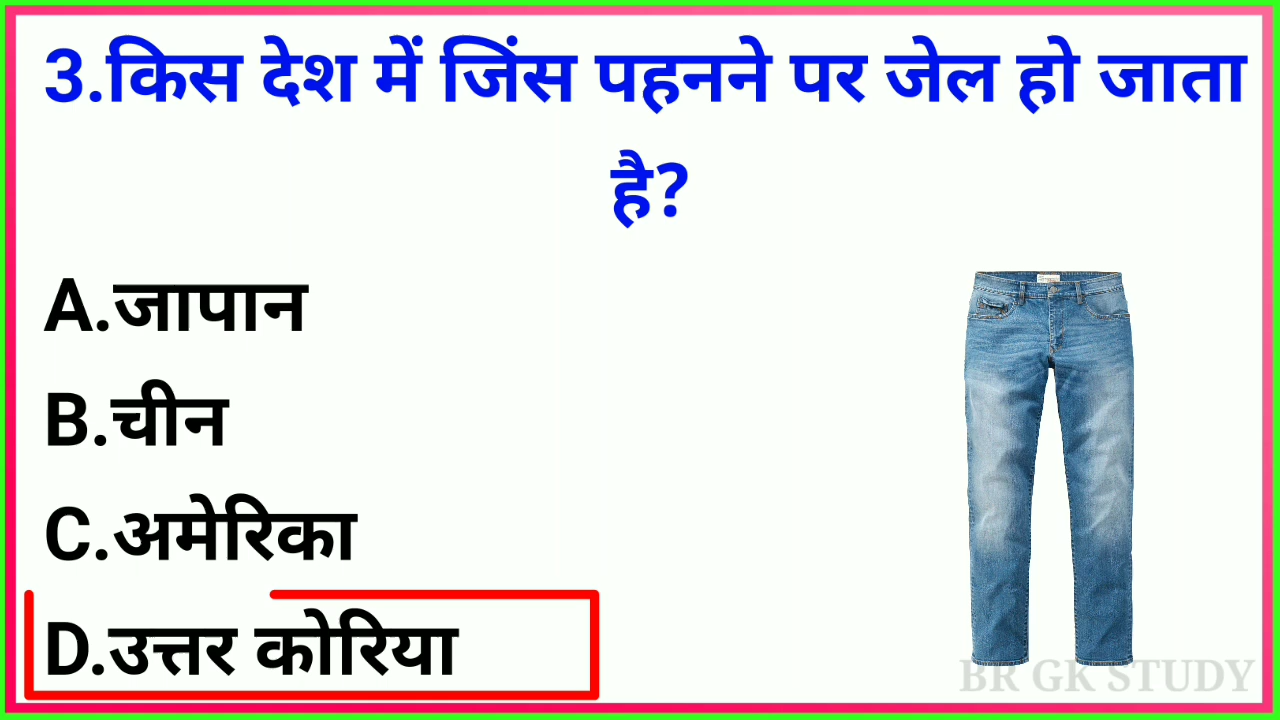 3.किस देश में जिंस पहनने पर जेल हो जाता
है?
A.जापान
B.चीन
C.अमेरिका
D.उत्तर कोरिया
BR GK STUDY